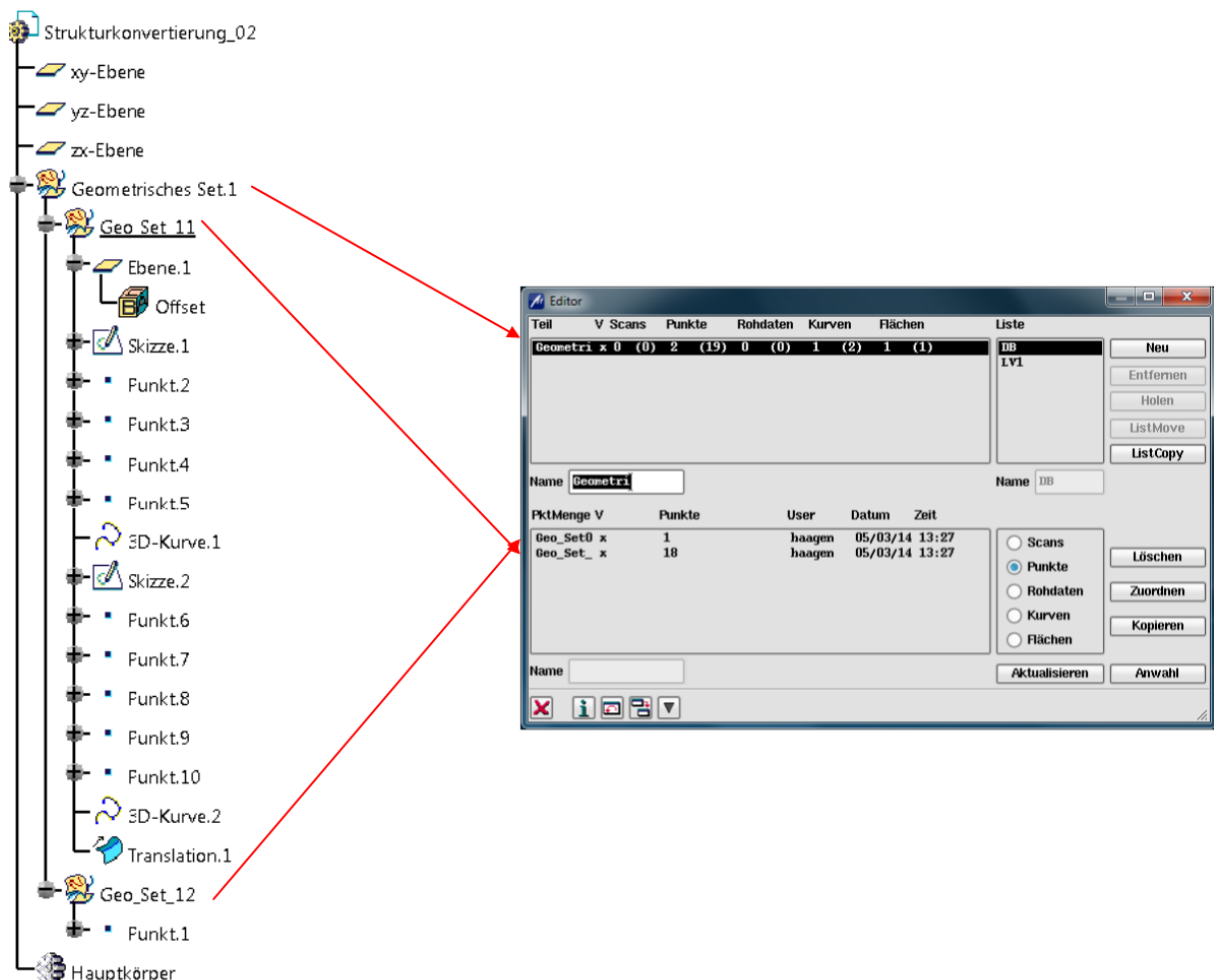 Strukturkonvertierung_02
xy-Ebene
yz-Ebene
zx-Ebene
Geometrisches Set.1
Geo_Set_11
Ebene.1
Offset
Skizze.1
Punkt.2
Punkt.3
Punkt.4
Punkt.5
3D-Kurve.1
Skizze.2
Punkt.6
Punkt.7
Punkt.8
Punkt.9
Punkt.10
3D-Kurve.2
Translation.1
Geo_Set_12
Punkt.1
Hauptkörper
Editor
Teil V Scans Punkte Rohdaten Kurven Flächen Liste
Geometri x 0 (0) 2 (19) 0 (0) 1 (2) 1 (1)
DB
LV1
Neu
Entfernen
Holen
ListMove
ListCopy
Name Geometri
Name DB
PktMenge V Punkte User Datum Zeit
Geo_Set0 x 1 haagen 05/03/14 13:27
Geo_Set_ x 18 haagen 05/03/14 13:27
Scans
Punkte
Rohdaten
Kurven
Flächen
Löschen
Zuordnen
Kopieren
Name
Aktualisieren
Anwahl